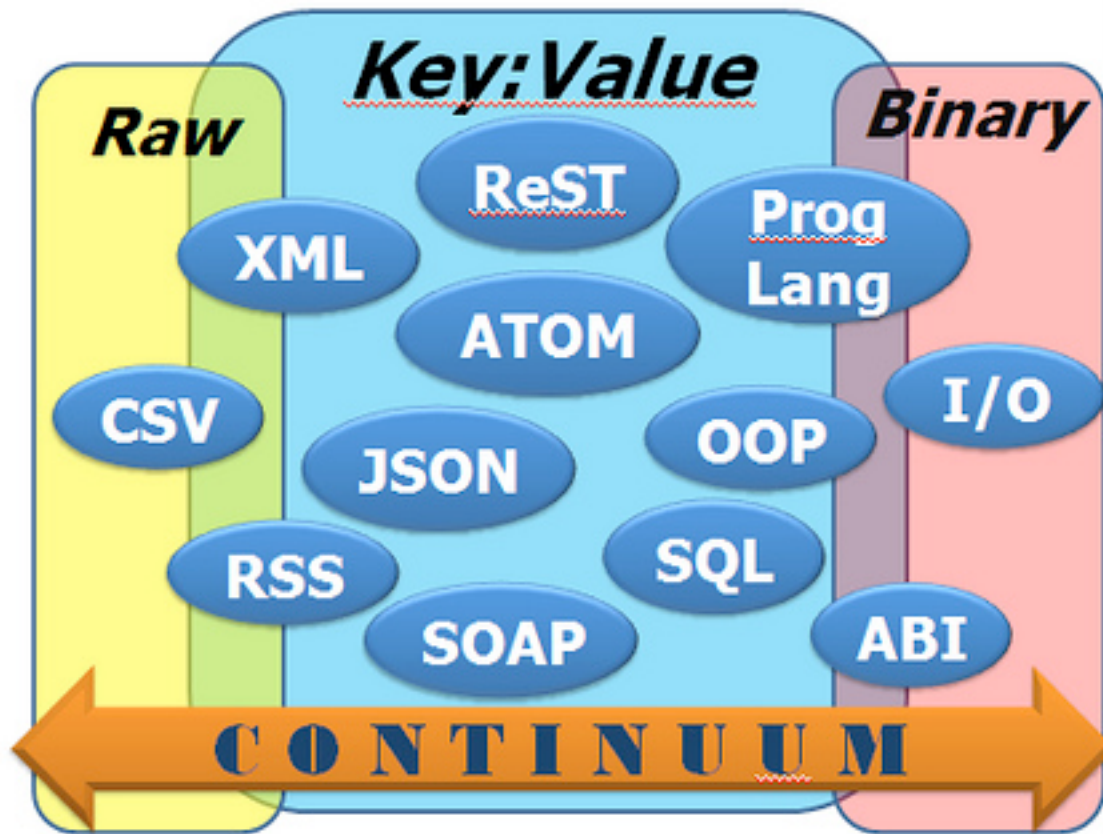 Key:Value
Raw
Binary
ReST
Prog
Lang
XML
ATOM
I/O
CSV
OOP
JSON
SQL
RSS
SOAP
ABI
CONTINUUM